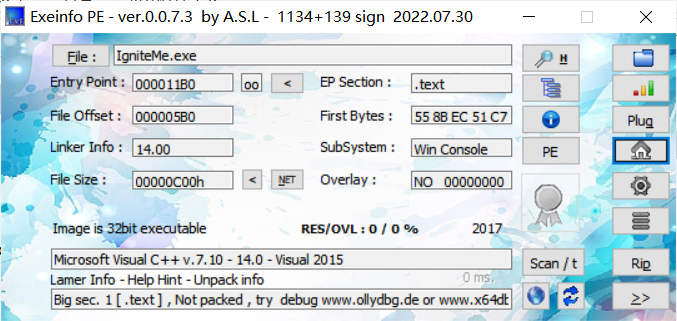 Exeinfo PE - ver.0.0.7.3 by A.S.L - 1134+139 sign 2022.07.30
File : IgniteMe.exe H
Entry Point : 000011B0 oo < EP Section : .text
File Offset : 000005B0 First Bytes : 55 8B EC 51 C7 Plug
Linker Info : 14.00 SubSystem : Win Console PE
File Size : 00000C00h < NET Overlay : NO 00000000
Image is 32bit executable RES/OVL : 0 / 0 % 2017
Microsoft Visual C++ v.7.10 - 14.0 - Visual 2015 Scan / t Rip
Lamer Info - Help Hint - Unpack info 0 ms.
Big sec. 1 [ .text ] , Not packed , try debug www.ollydbg.de or www.x64dt >>